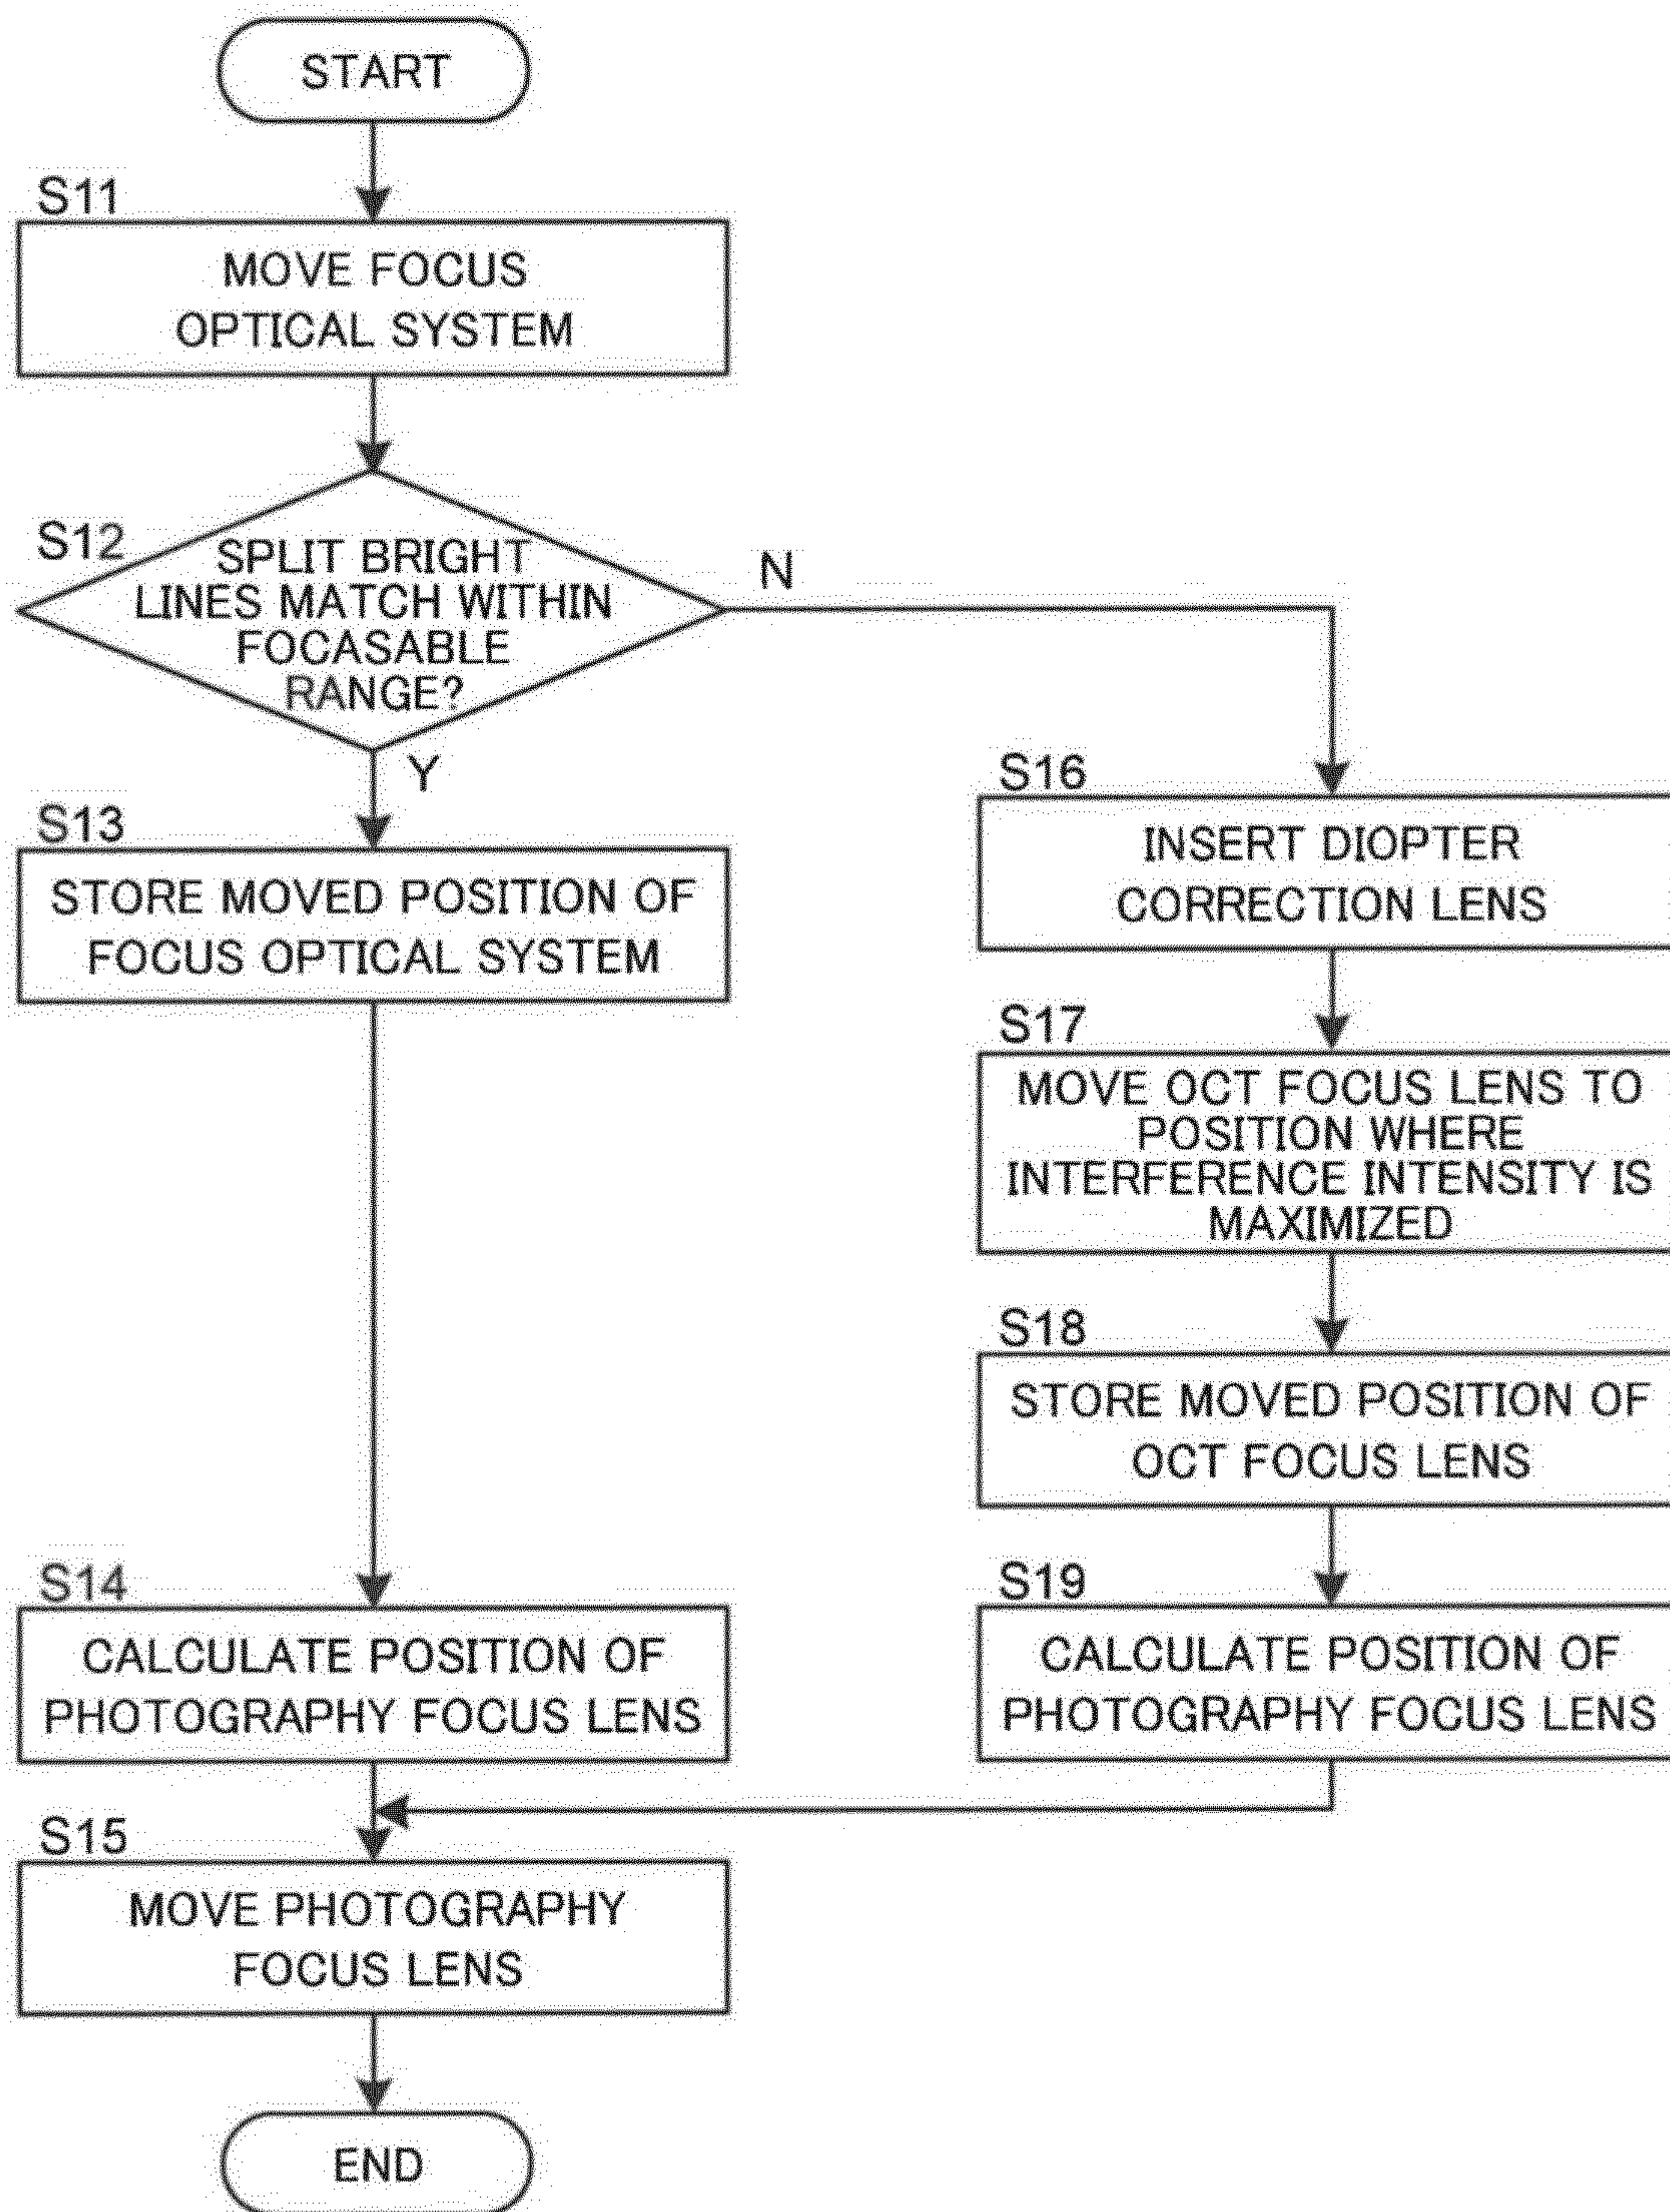 START
S11
MOVE FOCUS
OPTICAL SYSTEM
S12
SPLIT BRIGHT
LINES MATCH WITHIN
FOCASABLE
RANGE?
N
Y
S13
STORE MOVED POSITION OF
FOCUS OPTICAL SYSTEM
S14
CALCULATE POSITION OF
PHOTOGRAPHY FOCUS LENS
S15
MOVE PHOTOGRAPHY
FOCUS LENS
END
S16
INSERT DIOPTER
CORRECTION LENS
S17
MOVE OCT FOCUS LENS TO
POSITION WHERE
INTERFERENCE INTENSITY IS
MAXIMIZED
S18
STORE MOVED POSITION OF
OCT FOCUS LENS
S19
CALCULATE POSITION OF
PHOTOGRAPHY FOCUS LENS